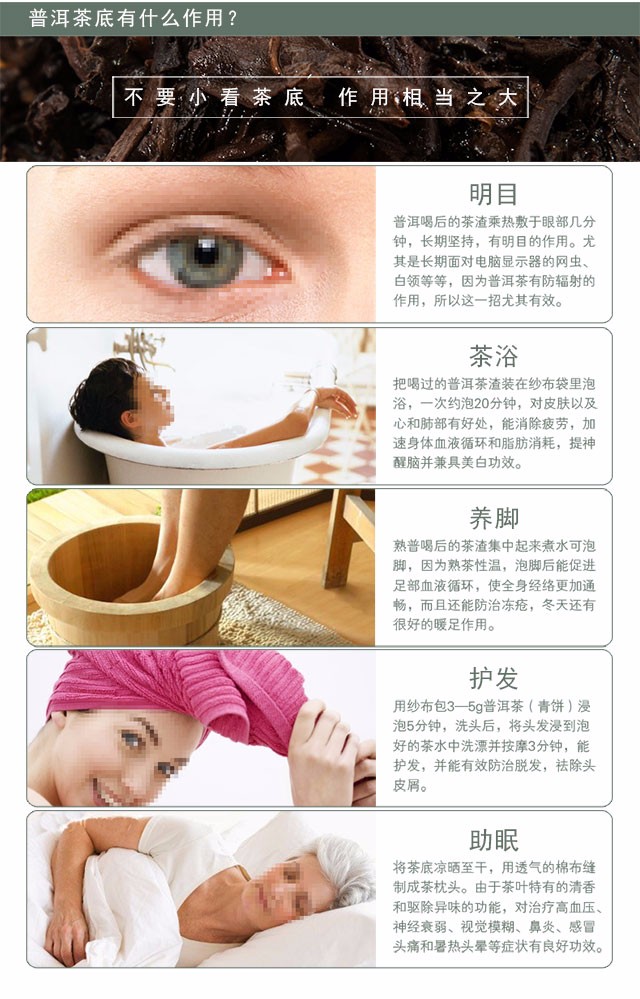 普洱茶底有什么作用？
不要小看茶底 作用相当之大
明目
普洱喝后的茶渣乘热敷于眼部几分
钟，长期坚持，有明目的作用。尤
其是长期面对电脑显示器的网虫、
白领等等，因为普洱茶有防辐射的
作用，所以这一招尤其有效。
茶浴
把喝过的普洱茶渣装在纱布袋里泡
浴，一次约泡20分钟，对皮肤以及
心和肺部有好处，能消除疲劳，加
速身体血液循环和脂肪消耗，提神
醒脑并兼具美白功效。
养脚
熟普喝后的茶渣集中起来煮水可泡
脚，因为熟茶性温，泡脚后能促进
足部血液循环，使全身经络更加通
畅，而且还能防治冻疮，冬天还有
很好的暖足作用。
护发
用纱布包3—5g普洱茶（青饼）浸
泡5分钟，洗头后，将头发浸到泡
好的茶水中洗漂并按摩3分钟，能
护发，并能有效防治脱发，祛除头
皮屑。
助眠
将茶底凉晒至干，用透气的棉布缝
制成茶枕头。由于茶叶特有的清香
和驱除异味的功能，对治疗高血压、
神经衰弱、视觉模糊、鼻炎、感冒
头痛和暑热头晕等症状有良好功效。